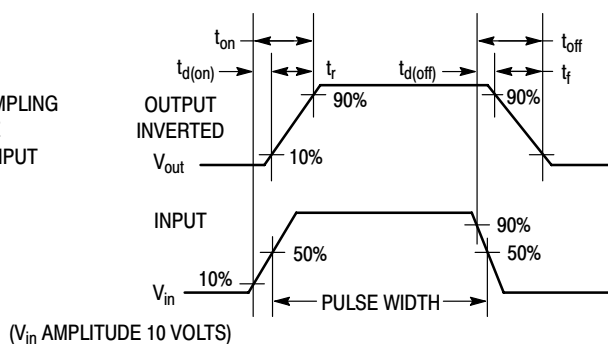 t_on
t_off
t_d(on)
t_r
t_d(off)
t_f
OUTPUT
INVERTED
90%
90%
V_out
10%
INPUT
90%
50%
50%
10%
V_in
PULSE WIDTH
(V_in AMPLITUDE 10 VOLTS)
MPLING
NPUT